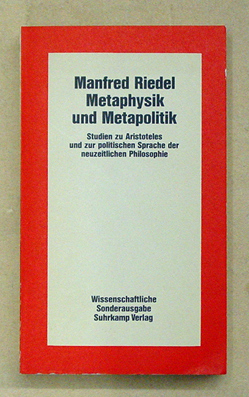 Manfred Riedel
Metaphysik
und Metapolitik
Studien zu Aristoteles
und zur politischen Sprache der
neuzeitlichen Philosophie
Wissenschaftliche
Sonderausgabe
Suhrkamp Verlag